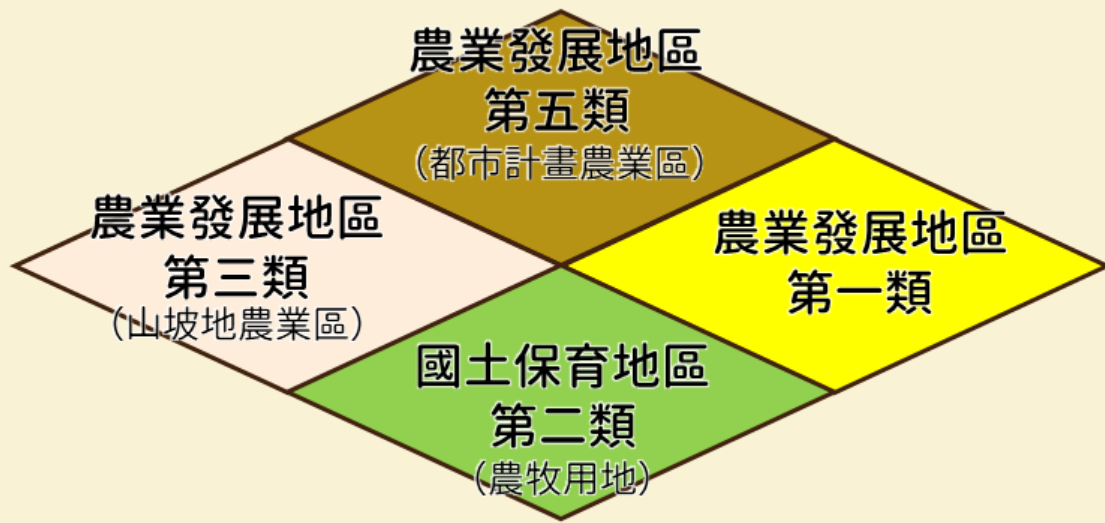 農業發展地區
第五類
（都市計畫農業區）
農業發展地區
第三類
（山坡地農業區）
農業發展地區
第一類
國土保育地區
第二類
（農牧用地）